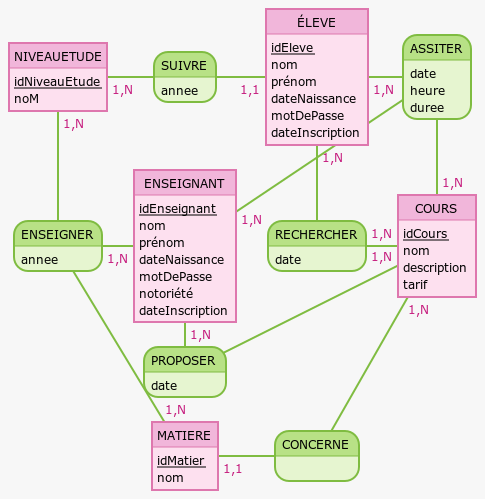 ÉLEVE
idEleve
nom
prénom
dateNaissance
motDePasse
dateInscription
NIVEAUETUDE
idNiveauEtude
noM
SUIVRE
annee
ASSITER
date
heure
duree
1,N
1,1
1,N
1,N
1,N
1,N
ENSEIGNANT
idEnseignant
nom
prénom
dateNaissance
motDePasse
notoriété
dateInscription
1,N
COURS
idCours
nom
description
tarif
ENSEIGNER
annee
1,N
RECHERCHER
date
1,N
1,N
1,N
1,N
PROPOSER
date
1,N
MATIERE
idMatier
nom
1,1
CONCERNE